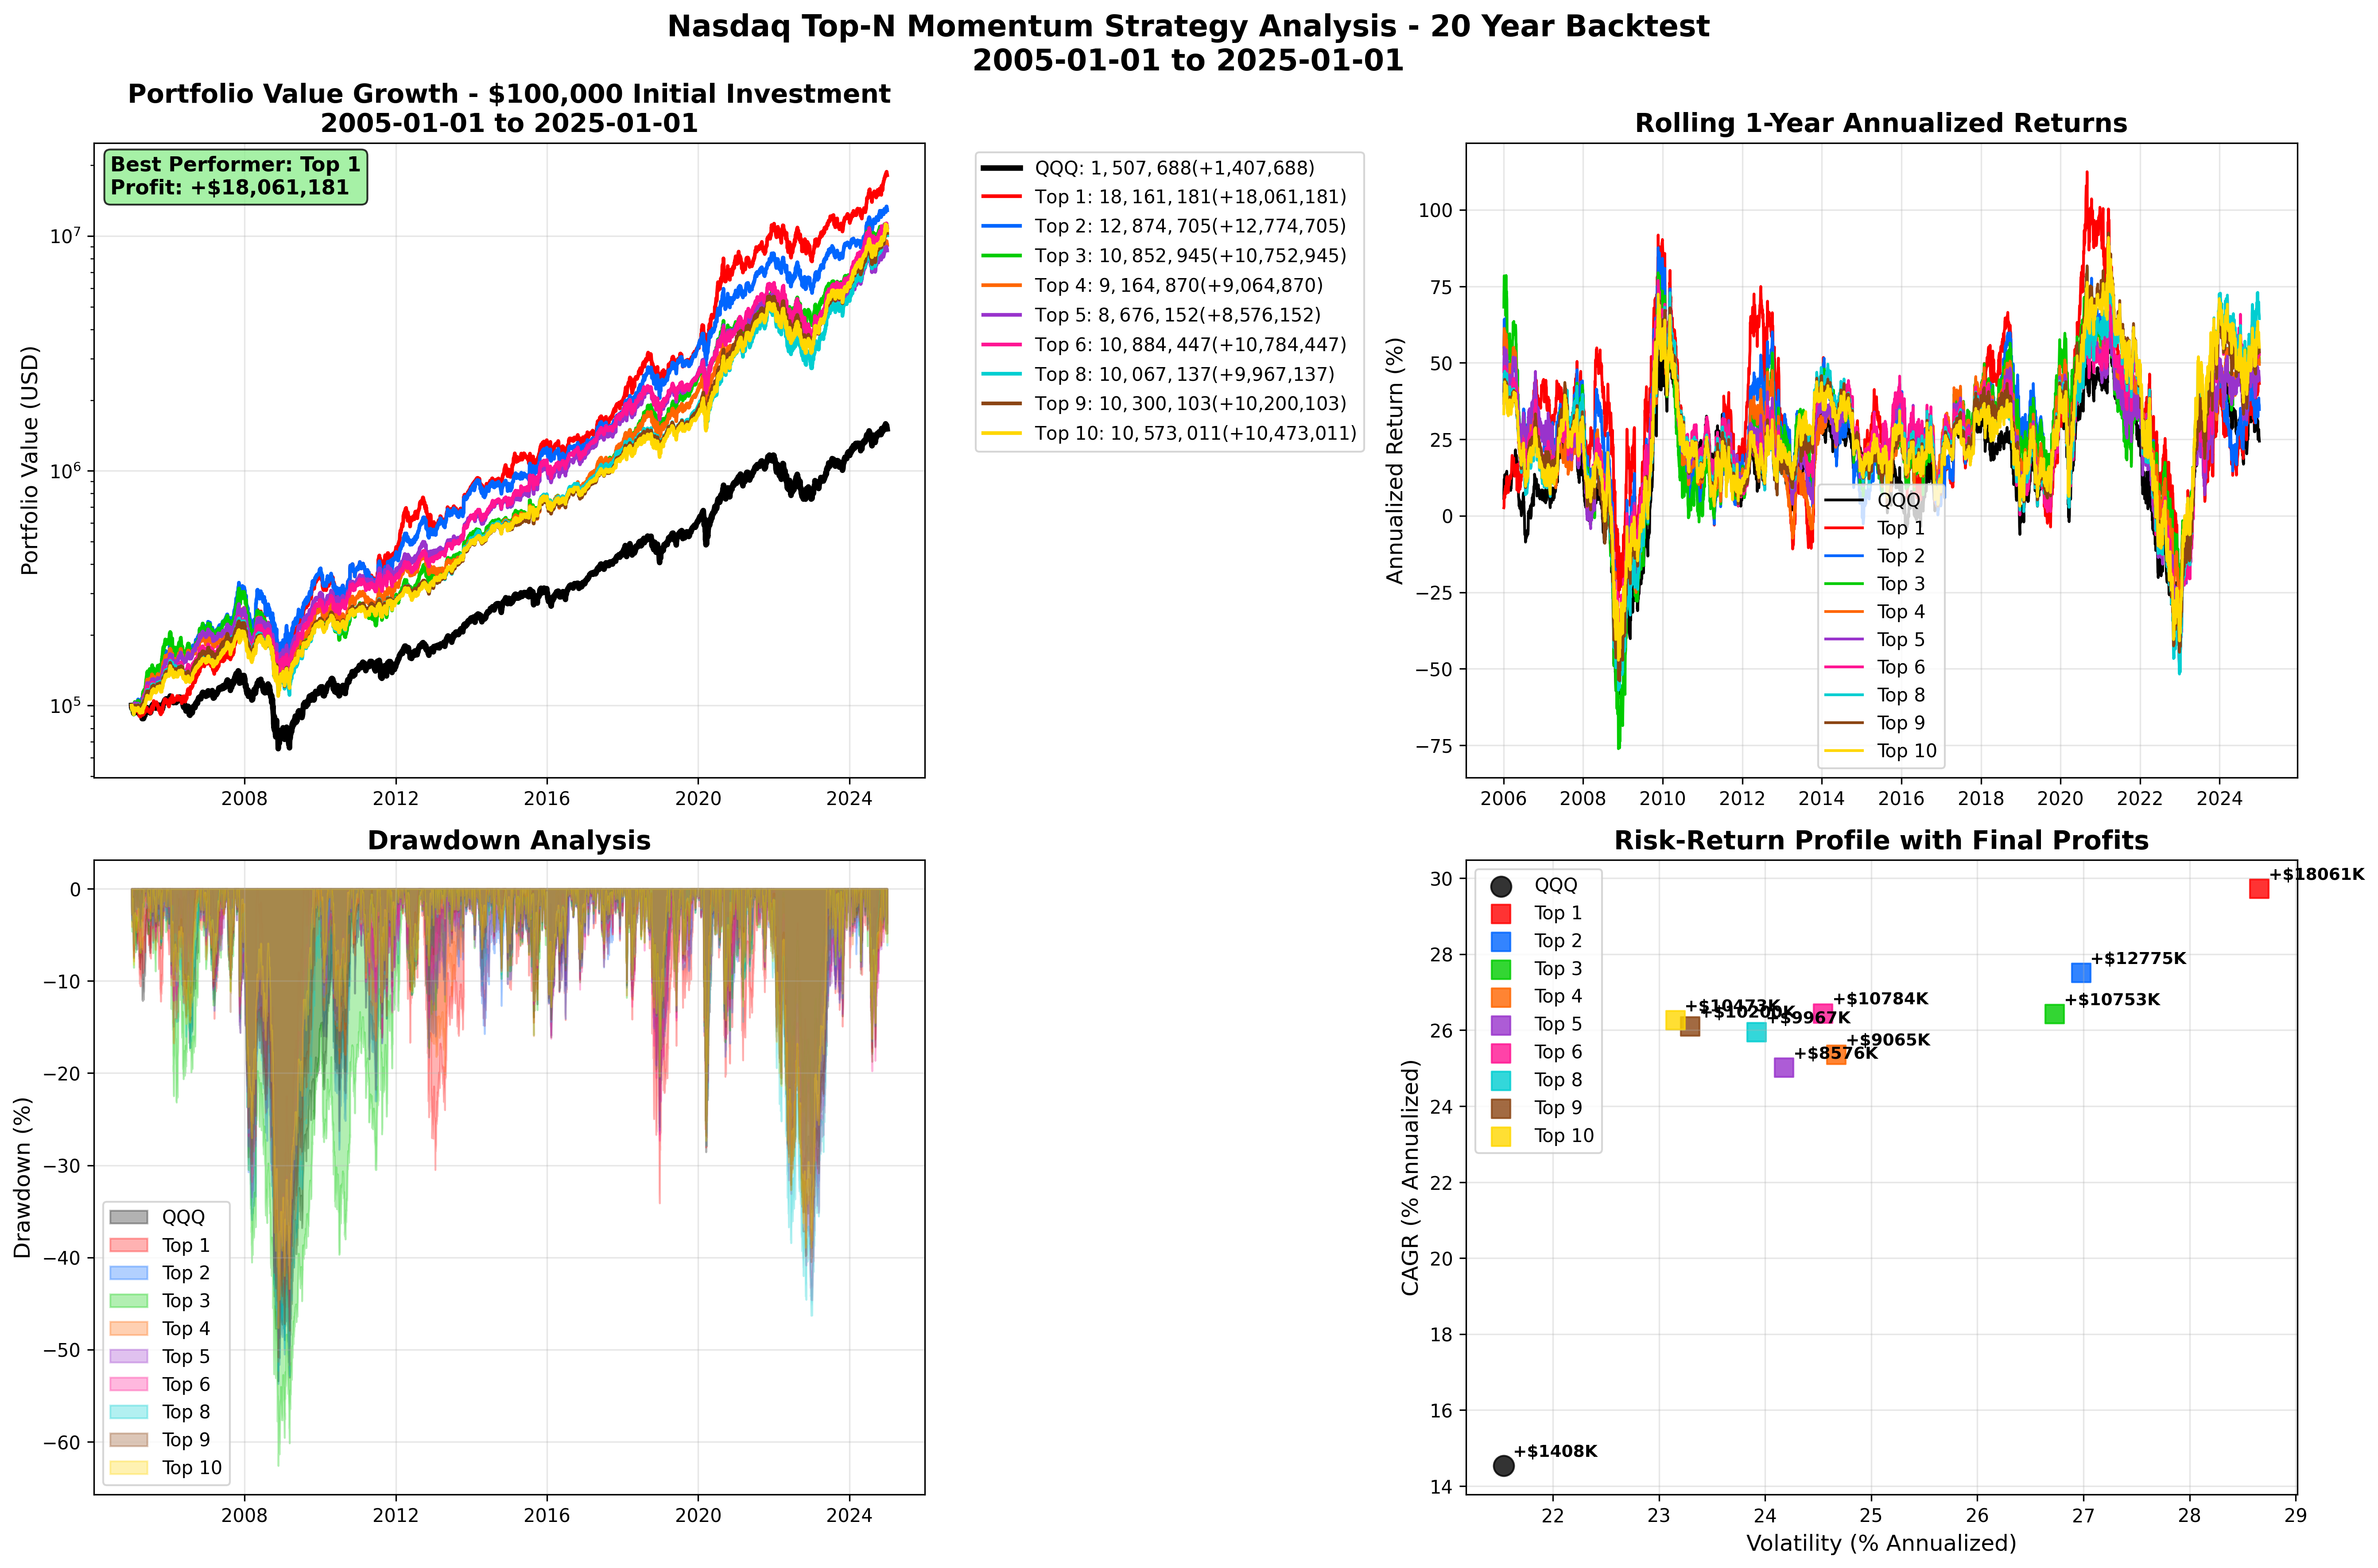 Nasdaq Top-N Momentum Strategy Analysis - 20 Year Backtest
2005-01-01 to 2025-01-01
Portfolio Value Growth - $100,000 Initial Investment
2005-01-01 to 2025-01-01
Best Performer: Top 1
Profit: +$18,061,181
Portfolio Value (USD)
10^7
10^6
10^5
2008
2012
2016
2020
2024
QQQ: 1, 507, 688(+1,407,688)
Top 1: 18, 161, 181(+18,061,181)
Top 2: 12, 874, 705(+12,774,705)
Top 3: 10, 852, 945(+10,752,945)
Top 4: 9, 164, 870(+9,064,870)
Top 5: 8, 676, 152(+8,576,152)
Top 6: 10, 884, 447(+10,784,447)
Top 8: 10, 067, 137(+9,967,137)
Top 9: 10, 300, 103(+10,200,103)
Top 10: 10, 573, 011(+10,473,011)
Rolling 1-Year Annualized Returns
Annualized Return (%)
100
75
50
25
0
−25
−50
−75
QQQ
Top 1
Top 2
Top 3
Top 4
Top 5
Top 6
Top 8
Top 9
Top 10
2006
2008
2010
2012
2014
2016
2018
2020
2022
2024
Drawdown Analysis
Drawdown (%)
0
−10
−20
−30
−40
−50
−60
QQQ
Top 1
Top 2
Top 3
Top 4
Top 5
Top 6
Top 8
Top 9
Top 10
2008
2012
2016
2020
2024
Risk-Return Profile with Final Profits
CAGR (% Annualized)
30
28
26
24
22
20
18
16
14
QQQ
Top 1
Top 2
Top 3
Top 4
Top 5
Top 6
Top 8
Top 9
Top 10
+$18061K
+$12775K
+$10753K
+$10784K
+$10473K
+$10200K
+$9967K
+$9065K
+$8576K
+$1408K
22
23
24
25
26
27
28
29
Volatility (% Annualized)